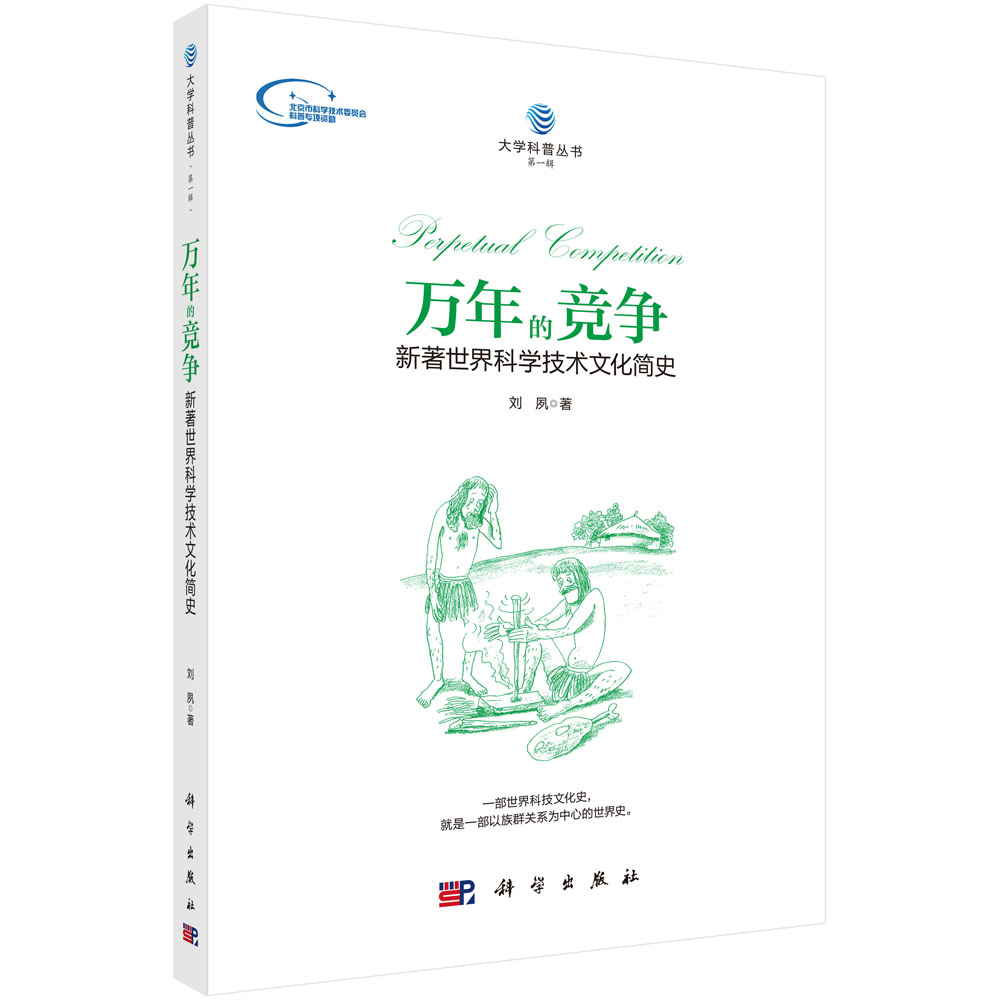 大学科普丛书
·第一辑·
万年的竞争
新著世界科学技术文化简史
刘 夙◎著
科学出版社
北京市科学技术委员会
科普专项资助
大学科普丛书
第一辑
Perpetual Competition
万年的竞争
新著世界科学技术文化简史
刘 夙◎著
一部世界科技文化史，
就是一部以族群关系为中心的世界史。
科学出版社